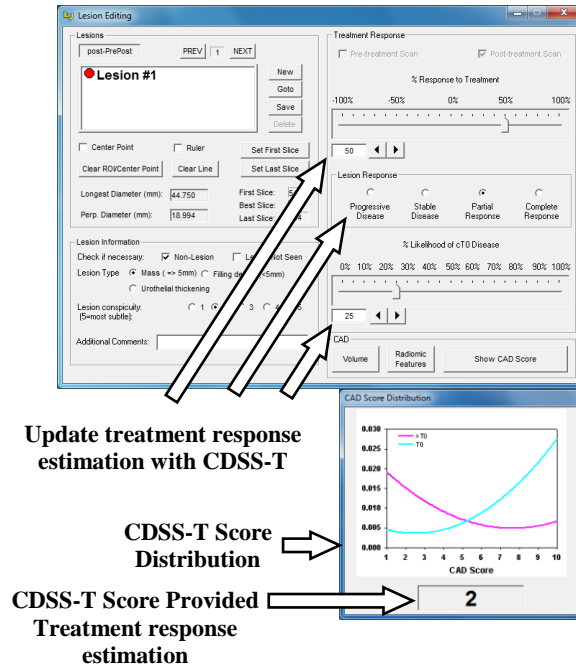 Lesion Editing
Lesions
post-PrePost PREV 1 NEXT
Lesion #1
New
Goto
Save
Delete
Center Point Ruler Set First Slice
Clear ROI/Center Point Clear Line Set Last Slice
Longest Diameter (mm): 44.750 First Slice:
Perp. Diameter (mm): 18.994 Best Slice:
Last Slice:
Lesion Information
Check if necessary: Non-Lesion Not Seen
Lesion Type Mass ( => 5mm) Filling <5mm)
Urothelial thickening
Lesion conspicuity: 1 3 4
(5=most subtle):
Additional Comments:
Treatment Response
Pre-treatment Scan Post-treatment Scan
% Response to Treatment
-100% -50% 0% 50% 100%
50
Lesion Response
Progressive Disease
Stable Disease
Partial Response
Complete Response
% Likelihood of cT0 Disease
0% 10% 20% 30% 40% 50% 60% 70% 80% 90% 100%
25
CAD
Volume
Radiomic Features
Show CAD Score
Update treatment response
estimation with CDSS-T
CAD Score Distribution
>T0
T0
0.030
0.025
0.020
0.015
0.010
0.005
0.000
1 2 3 4 5 6 7 8 9 10
CAD Score
2
CDSS-T Score
Distribution
CDSS-T Score Provided
Treatment response
estimation